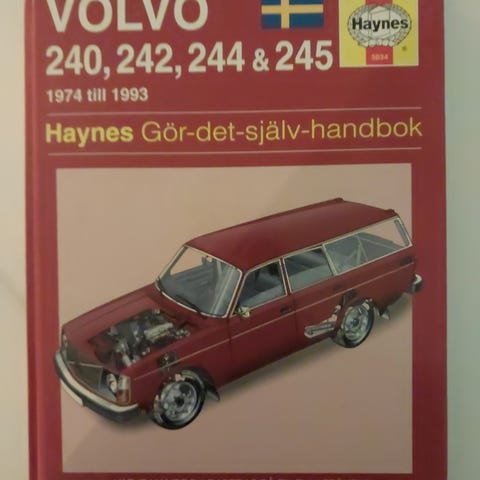 VOLVO
240, 242, 244 & 245
1974 till 1993
Haynes
Haynes Gör-det-själv-handbok